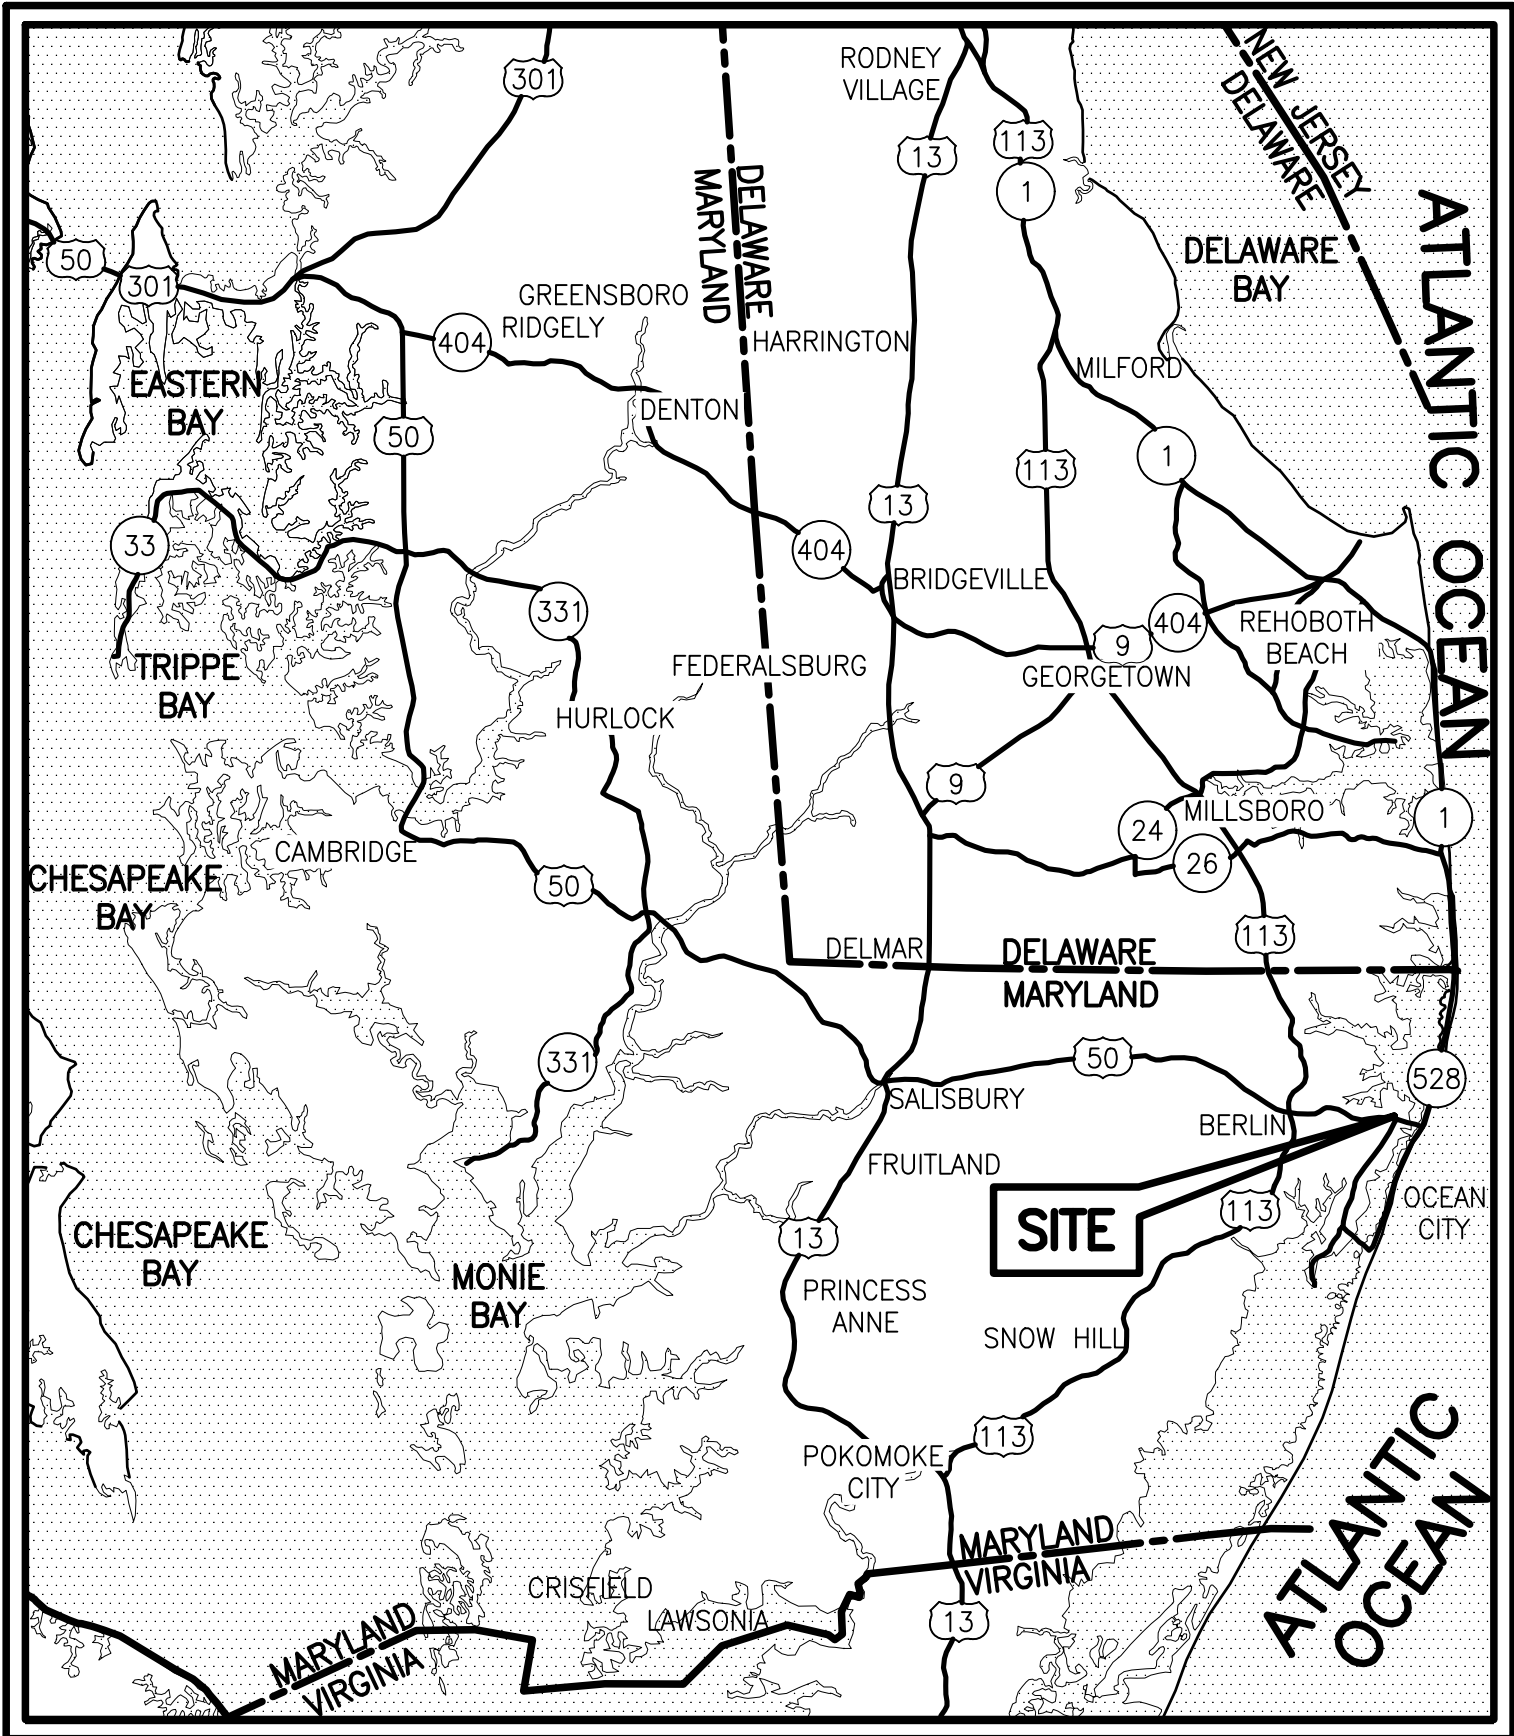 RODNEY
VILLAGE
301
NEW JERSEY
DELAWARE
113
13
1
DELAWARE
MARYLAND
ATLANTIC OCEAN
50
301
DELAWARE
BAY
GREENSBORO
RIDGELY
404
HARRINGTON
MILFORD
EASTERN
BAY
DENTON
50
1
113
13
33
404
BRIDGEVILLE
331
404
REHOBOTH
BEACH
9
TRIPPE
BAY
FEDERALSBURG
GEORGETOWN
HURLOCK
9
MILLSBORO
1
24
CAMBRIDGE
26
CHESAPEAKE
BAY
50
113
DELMAR
DELAWARE
MARYLAND
331
50
528
SALISBURY
BERLIN
FRUITLAND
OCEAN
CITY
113
SITE
13
CHESAPEAKE
BAY
MONIE
BAY
PRINCESS
ANNE
SNOW HILL
113
POKOMOKE
CITY
ATLANTIC
OCEAN
MARYLAND
VIRGINIA
CRISFIELD
LAWSONIA
13
MARYLAND
VIRGINIA